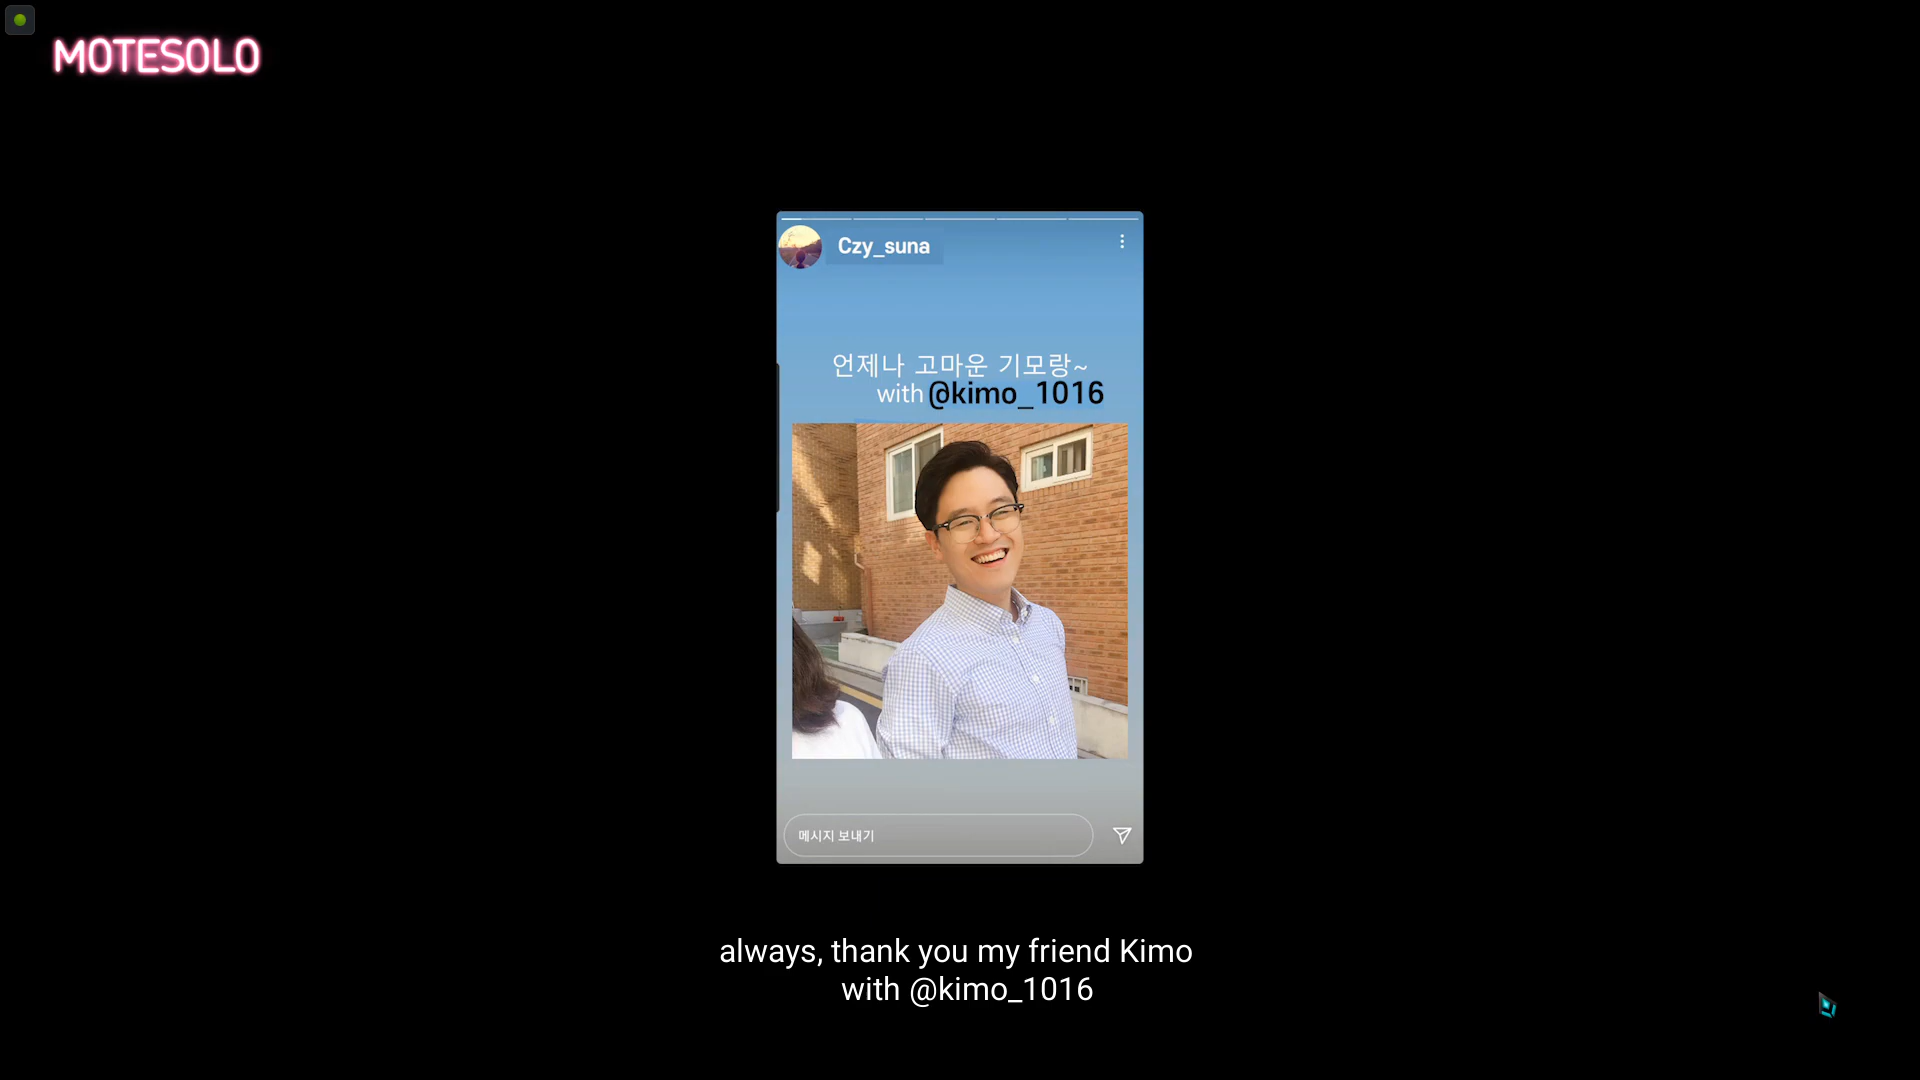 MOTESOLO
Czy_suna
언제나 고마운 기모랑~
with @kimo_1016
메시지 보내기
always, thank you my friend Kimo
with @kimo_1016